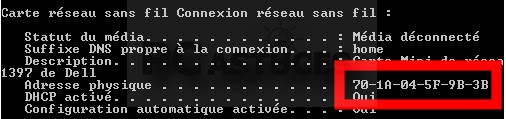 Carte réseau sans fil Connexion réseau sans fil :
Statut du média. . . . . . . . . . . . : Média déconnecté
Suffixe DNS propre à la connexion. . . : home
Description. . . . . . . . . . . . . . : Carte Mini de résea
1397 de Dell
Adresse physique . . . . . . . . . . . : 70-1A-04-5F-9B-3B
DHCP activé. . . . . . . . . . . . . . : Oui
Configuration automatique activée. . . : Oui
ASTUCES